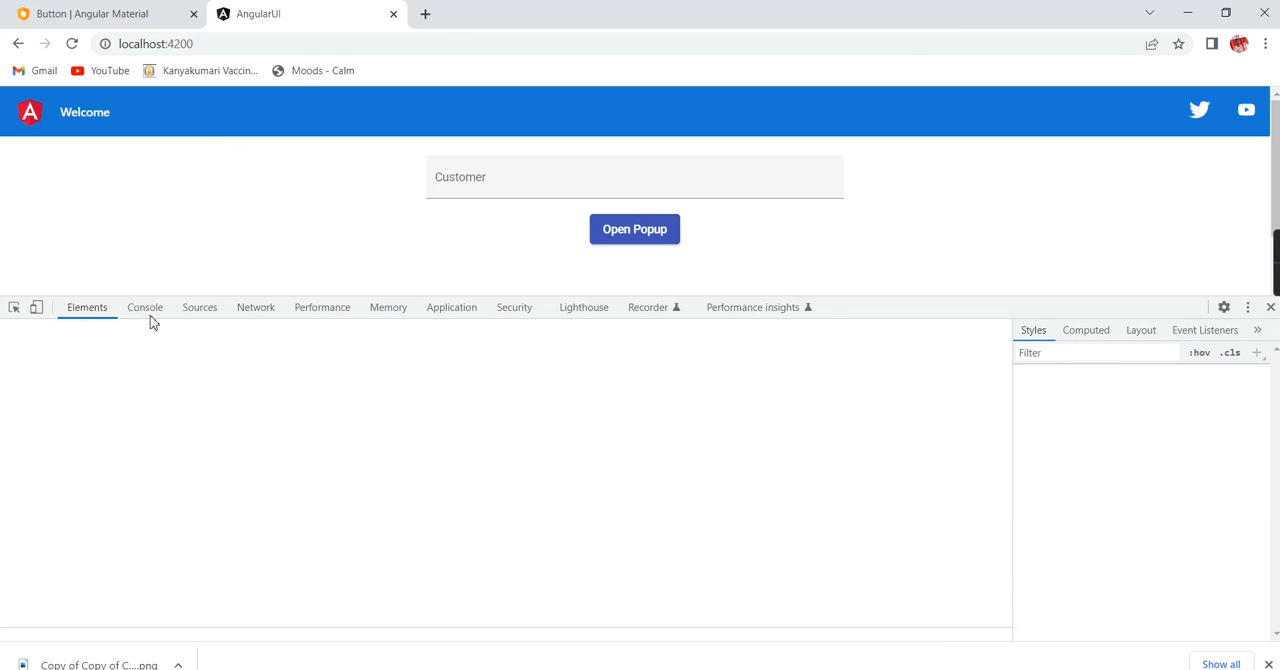 Button | Angular Material
AngularUI
localhost:4200
Gmail
YouTube
Kanyakumari Vaccin...
Moods - Calm
Welcome
Customer
Open Popup
Elements Console Sources Network Performance Memory Application Security Lighthouse Recorder Performance insights
Styles Computed Layout Event Listeners »
Filter :hov .cls +
Copy of Copy of C....png
Show all